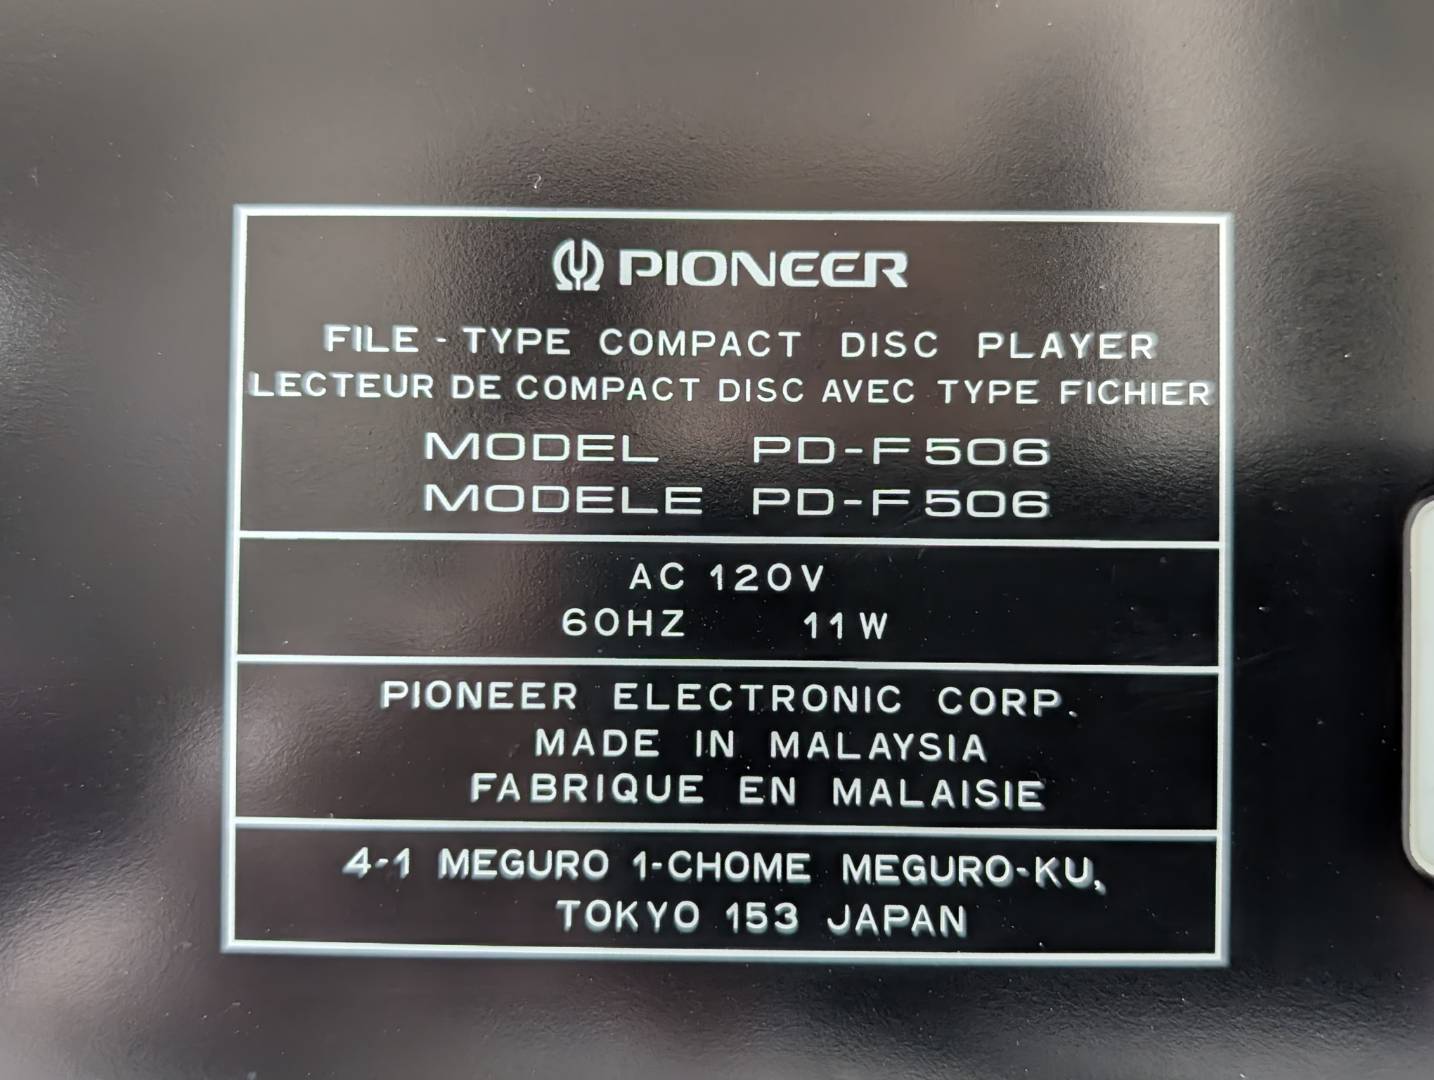 PIONEER
FILE-TYPE COMPACT DISC PLAYER
LECTEUR DE COMPACT DISC AVEC TYPE FICHIER
MODEL PD-F506
MODELE PD-F506
AC 120V
60HZ 11W
PIONEER ELECTRONIC CORP.
MADE IN MALAYSIA
FABRIQUE EN MALAISIE
4-1 MEGURO 1-CHOME MEGURO-KU,
TOKYO 153 JAPAN